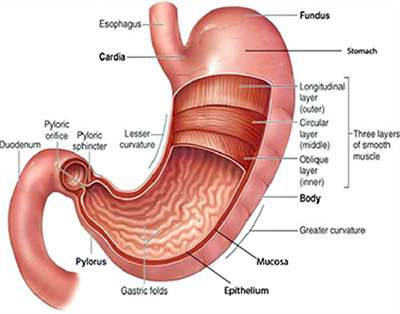 Fundus
Esophagus
Stomach
Cardia
Longitudinal
layer
(outer)
Circular
layer
(middle)
Oblique
layer
(inner)
Three layers
of smooth
muscle
Lesser
curvature
Pyloric
orifice
Pyloric
sphincter
Duodenum
Body
Greater curvature
Pylorus
Mucosa
Gastric folds
Epithelium